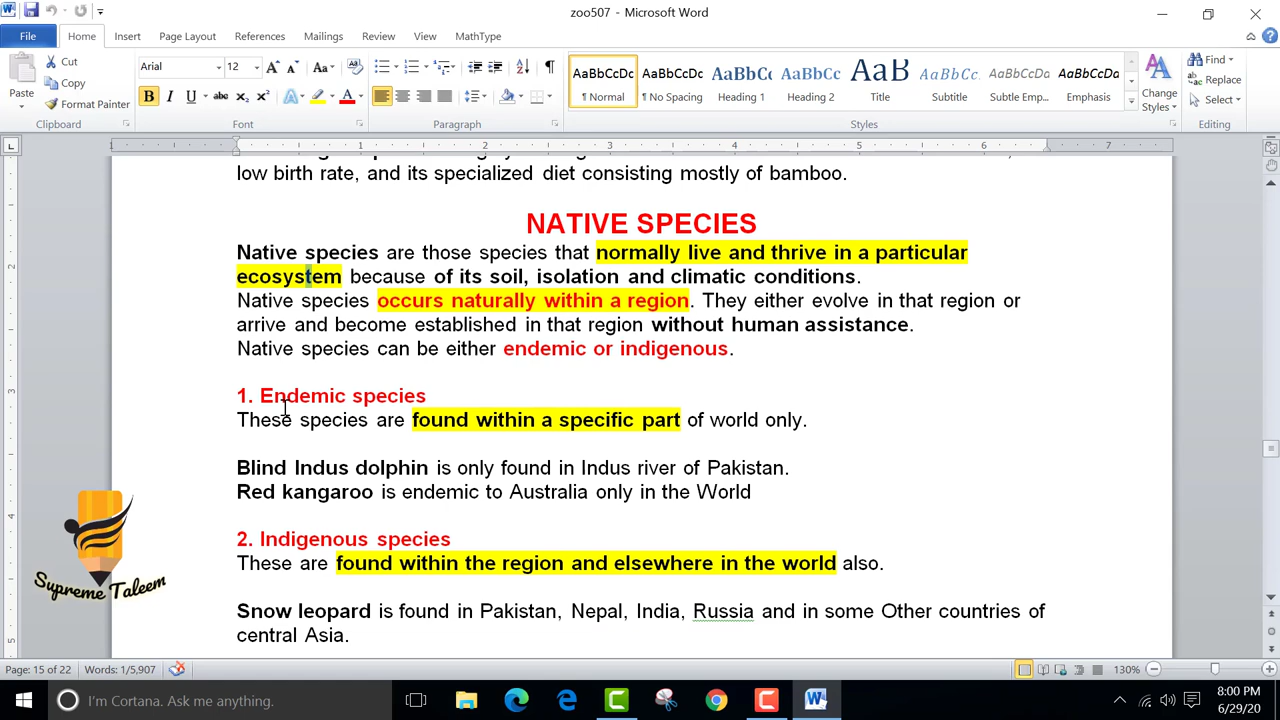 zoo507 - Microsoft Word
File Home Insert Page Layout References Mailings Review View MathType
Cut
Copy
Format Painter
Paste
Clipboard
Arial 12
Font
Paragraph
AaBbCcDc AaBbCcDc AaBbCc AaBbCc AaB AaBbCc. AaBbCcDc
¶ Normal ¶ No Spacing Heading 1 Heading 2 Title Subtitle Subtle Emp... Emphasis
Styles
Change Styles
Find
Replace
Select
Editing
low birth rate, and its specialized diet consisting mostly of bamboo.
NATIVE SPECIES
Native species are those species that normally live and thrive in a particular
ecosystem because of its soil, isolation and climatic conditions.
Native species occurs naturally within a region. They either evolve in that region or
arrive and become established in that region without human assistance.
Native species can be either endemic or indigenous.
1. Endemic species
These species are found within a specific part of world only.
Blind Indus dolphin is only found in Indus river of Pakistan.
Red kangaroo is endemic to Australia only in the World
2. Indigenous species
These are found within the region and elsewhere in the world also.
Snow leopard is found in Pakistan, Nepal, India, Russia and in some Other countries of
central Asia.
Supreme Taleem
Page: 15 of 22 Words: 1/5,907 130%
I'm Cortana. Ask me anything.
8:00 PM
6/29/20